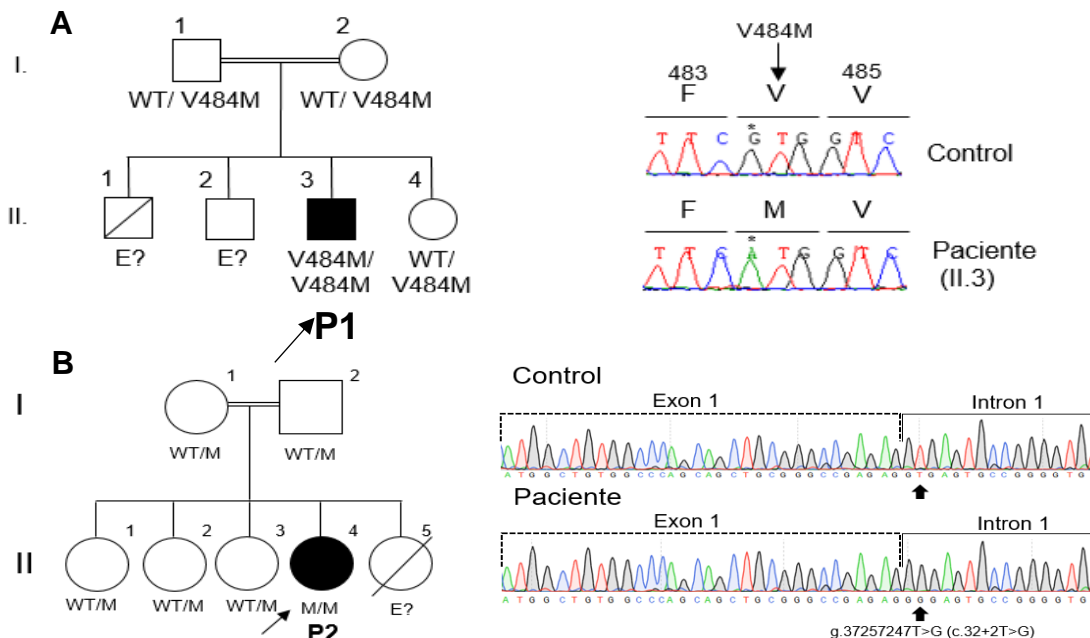 A
I.
1
2
WT/ V484M
WT/ V484M
II.
1
2
3
4
E?
E?
V484M/
V484M
WT/
V484M
P1
V484M
483
485
F
V
V
*
T T C G T G G T C
Control
F
M
V
*
T T C A T G G T C
Paciente
(II.3)
B
I
1
2
WT/M
WT/M
II
1
2
3
4
5
WT/M
WT/M
WT/M
M/M
E?
P2
Control
Exon 1
Intron 1
A T G G C T G T G G C C C A G C A G C T G C G G G C C G A G A G G T G A G T G C C G G G G T G
Paciente
Exon 1
Intron 1
A T G G C T G T G G C C C A G C A G C T G C G G G C C G A G A G G G G A G T G C C G G G G T G
g.37257247T>G (c.32+2T>G)